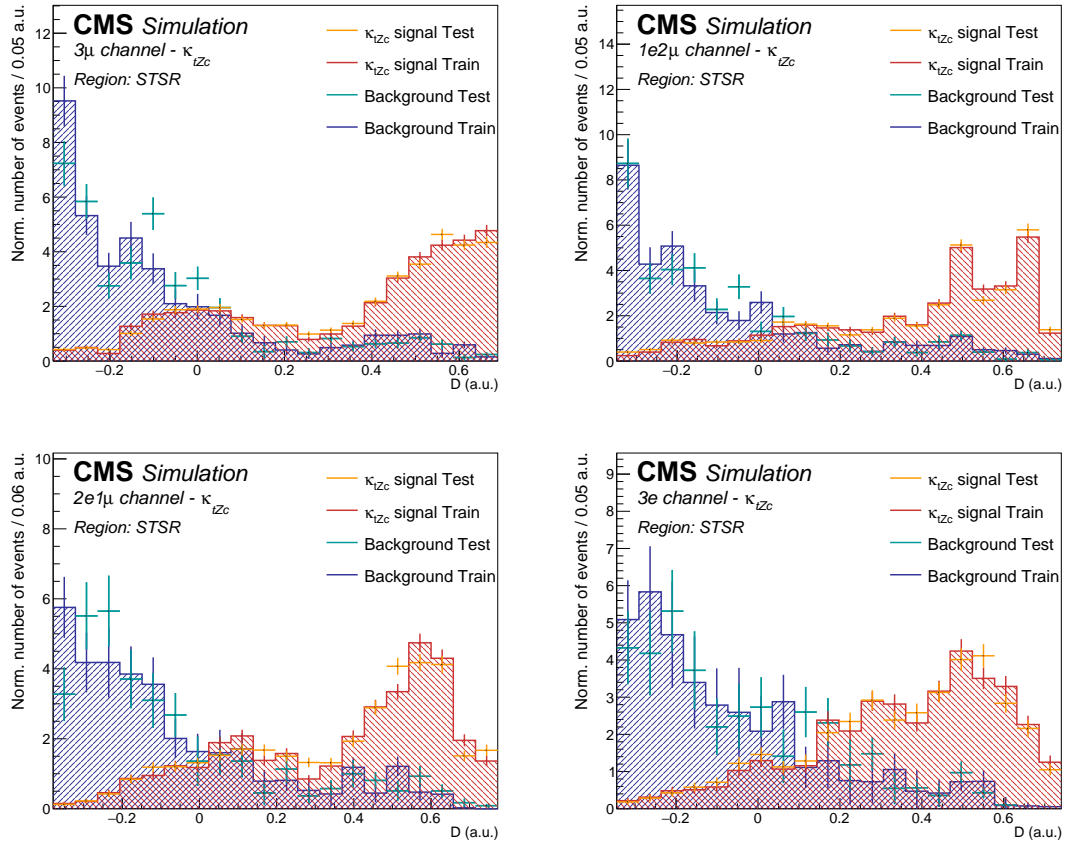 CMS Simulation
3μ channel - κtZc
Region: STSR
κtZc signal Test
κtZc signal Train
Background Test
Background Train
Norm. number of events / 0.05 a.u.
12
10
8
6
4
2
0
−0.2 0 0.2 0.4 0.6
D (a.u.)
CMS Simulation
1e2μ channel - κtZc
Region: STSR
κtZc signal Test
κtZc signal Train
Background Test
Background Train
Norm. number of events / 0.05 a.u.
14
12
10
8
6
4
2
0
−0.2 0 0.2 0.4 0.6
D (a.u.)
CMS Simulation
2e1μ channel - κtZc
Region: STSR
κtZc signal Test
κtZc signal Train
Background Test
Background Train
Norm. number of events / 0.06 a.u.
10
8
6
4
2
0
−0.2 0 0.2 0.4 0.6
D (a.u.)
CMS Simulation
3e channel - κtZc
Region: STSR
κtZc signal Test
κtZc signal Train
Background Test
Background Train
Norm. number of events / 0.05 a.u.
9
8
7
6
5
4
3
2
1
0
−0.2 0 0.2 0.4 0.6
D (a.u.)